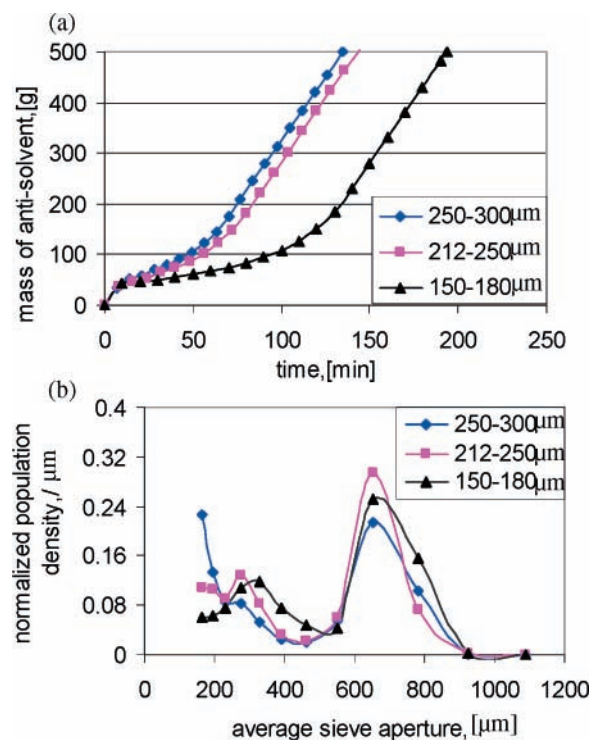 (a)
500
400
300
200
100
0
mass of anti-solvent,[g]
250-300μm
212-250μm
150-180μm
0 50 100 150 200 250
time,[min]
(b)
0.4
0.32
0.24
0.16
0.08
0
normalized population
density,/μm
250-300μm
212-250μm
150-180μm
0 200 400 600 800 1000 1200
average sieve aperture,[μm]